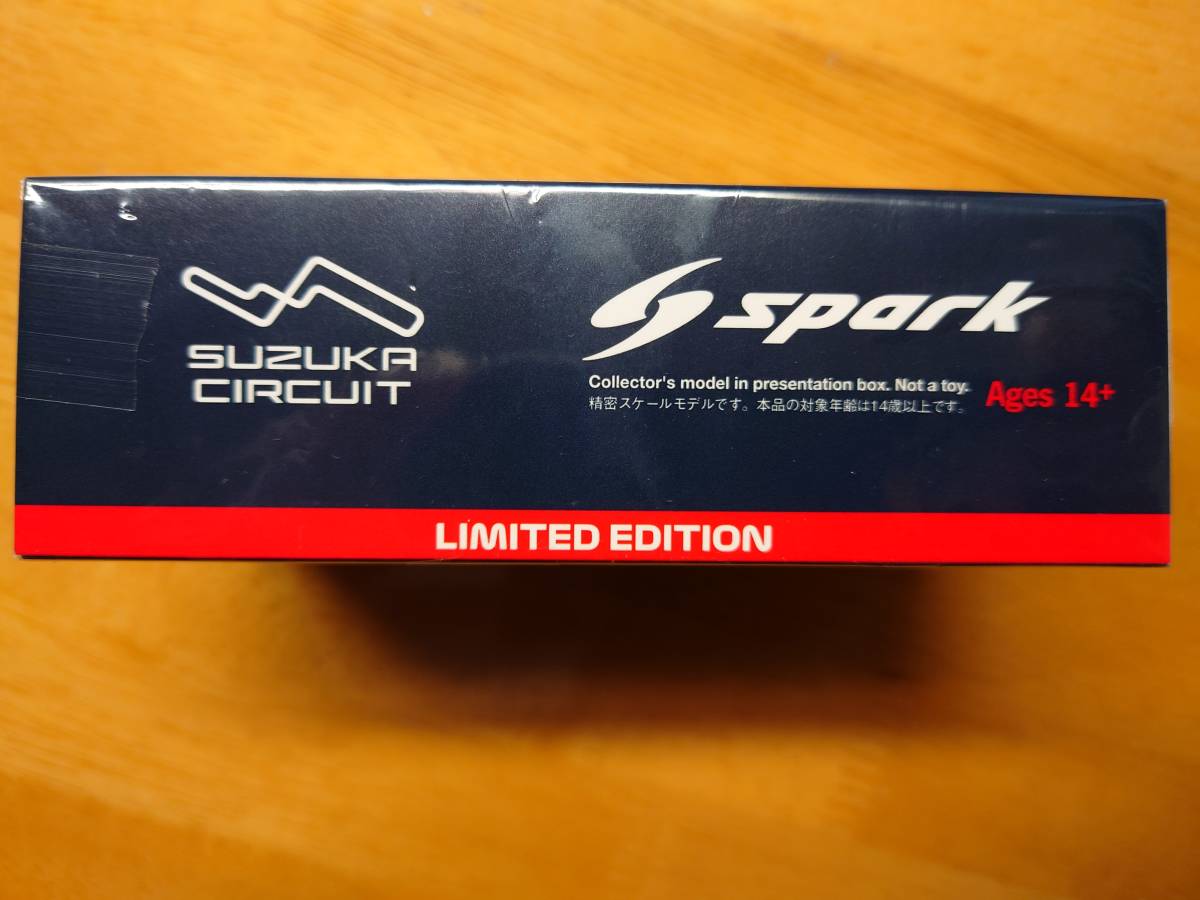 SUZUKA
CIRCUIT
spark
Collector's model in presentation box. Not a toy.
精密スケールモデルです。本品の対象年齢は14歳以上です。
Ages 14+
LIMITED EDITION